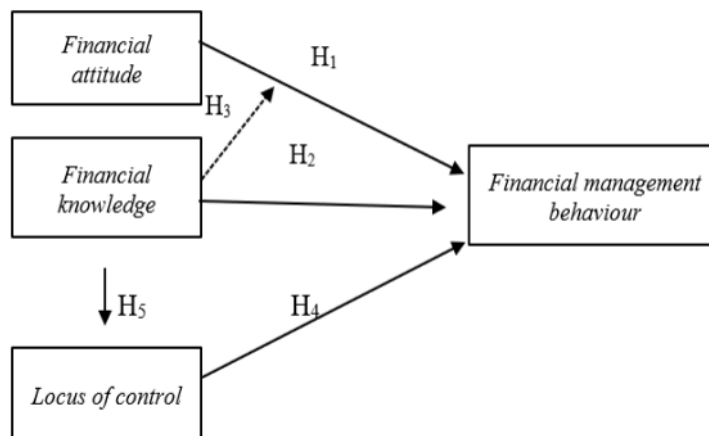 Financial
attitude
H₁
H₃
Financial
knowledge
H₂
Financial management
behaviour
H₅
H₄
Locus of control